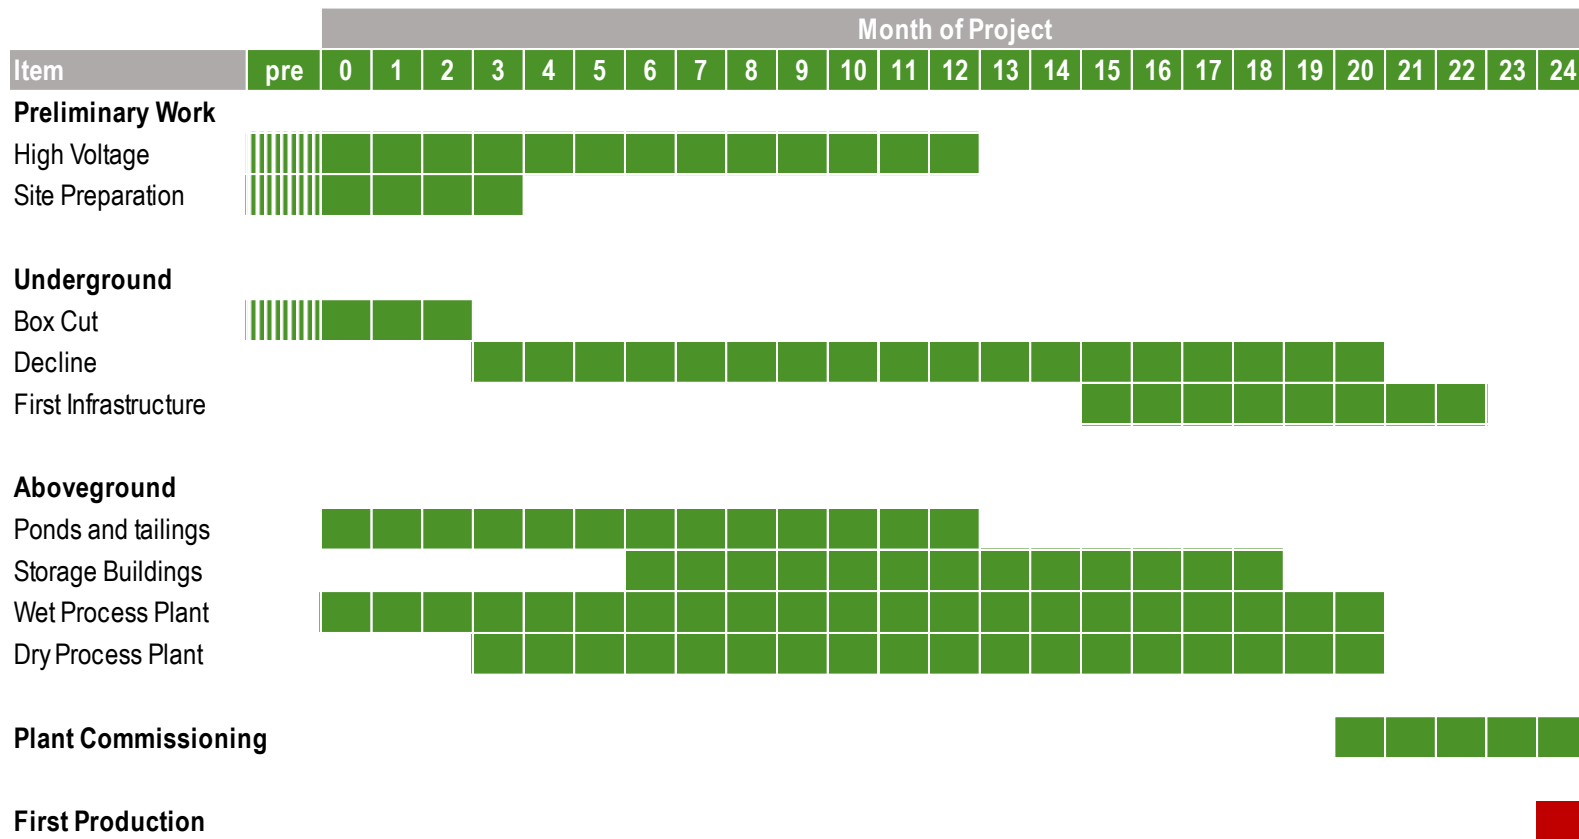 Month of Project
Item pre 0 1 2 3 4 5 6 7 8 9 10 11 12 13 14 15 16 17 18 19 20 21 22 23 24
Preliminary Work
High Voltage
Site Preparation
Underground
Box Cut
Decline
First Infrastructure
Aboveground
Ponds and tailings
Storage Buildings
Wet Process Plant
Dry Process Plant
Plant Commissioning
First Production